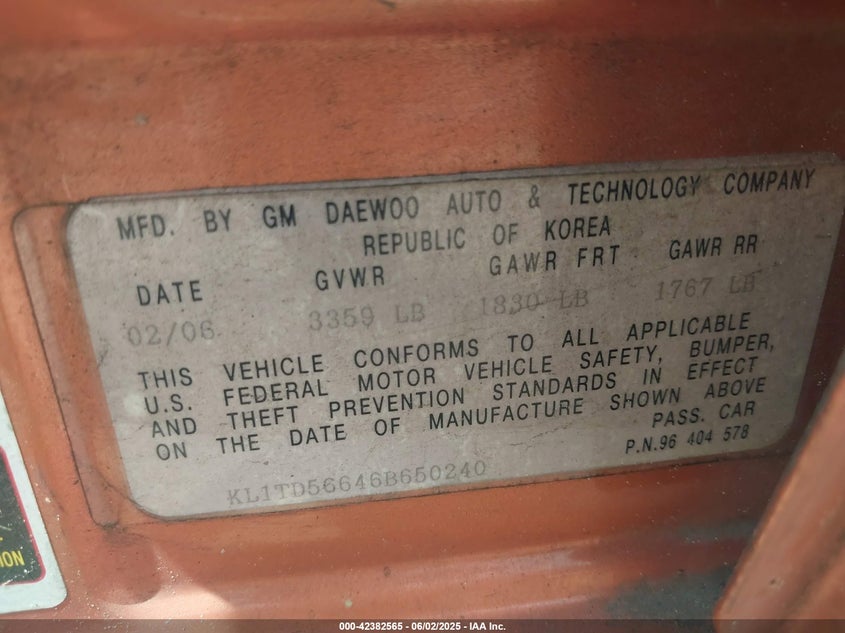 MFD. BY GM DAEWOO AUTO & TECHNOLOGY COMPANY
REPUBLIC OF KOREA
DATE GVWR GAWR FRT GAWR RR
02/06 3359 LB 1830 LB 1767 LB
THIS VEHICLE CONFORMS TO ALL APPLICABLE
U.S. FEDERAL MOTOR VEHICLE SAFETY, BUMPER,
AND THEFT PREVENTION STANDARDS IN EFFECT
ON THE DATE OF MANUFACTURE SHOWN ABOVE
PASS. CAR
P.N.96 404 578
KL1TD56646B650240
000-42382565 - 06/02/2025 - IAA Inc.